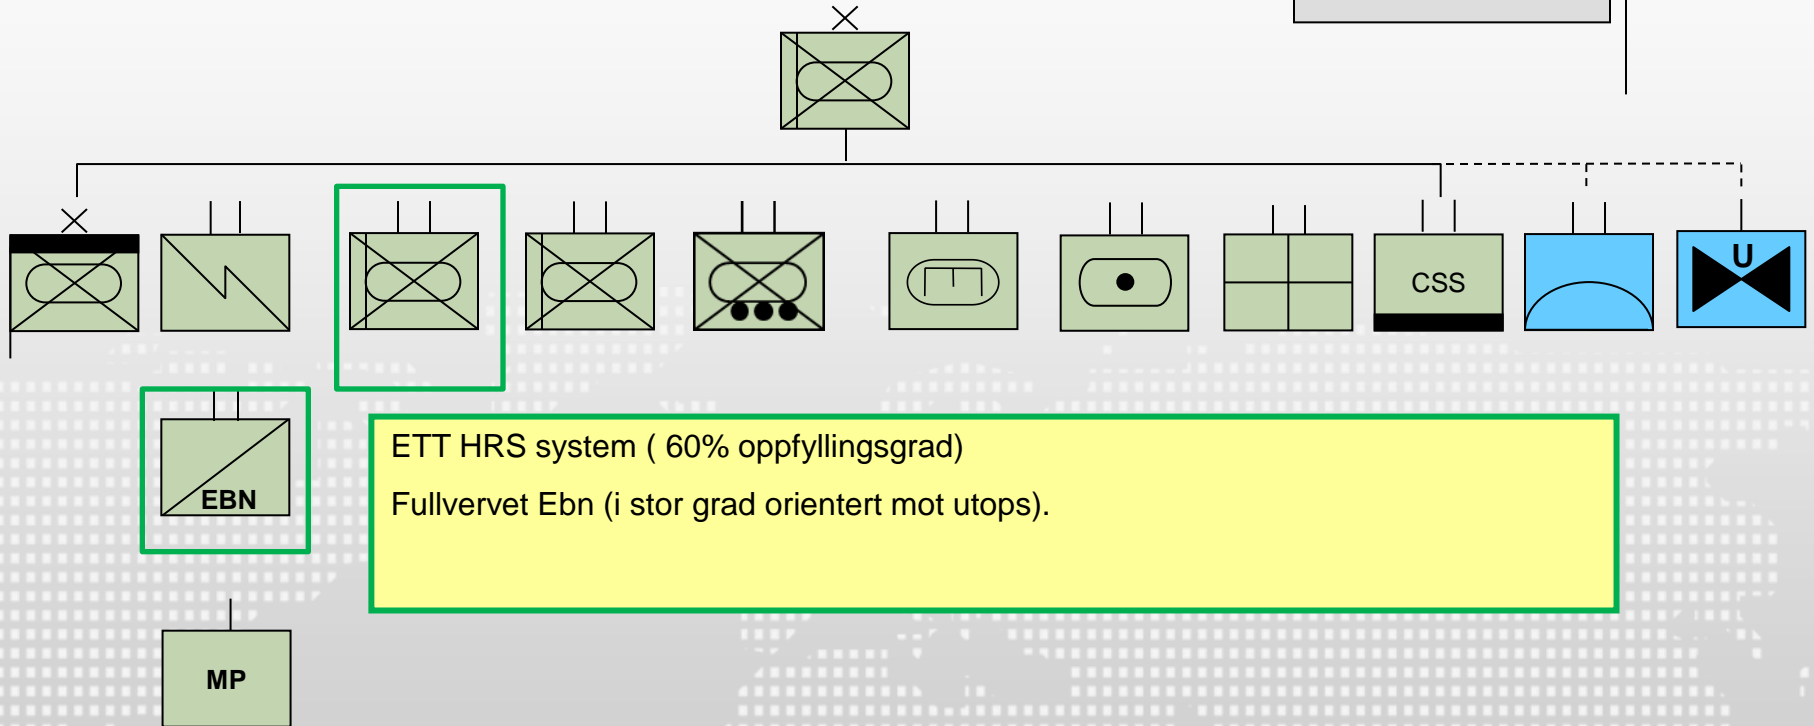 CSS
U
EBN
ETT HRS system ( 60% oppfyllingsgrad)
Fullvervet Ebn (i stor grad orientert mot utops).
MP